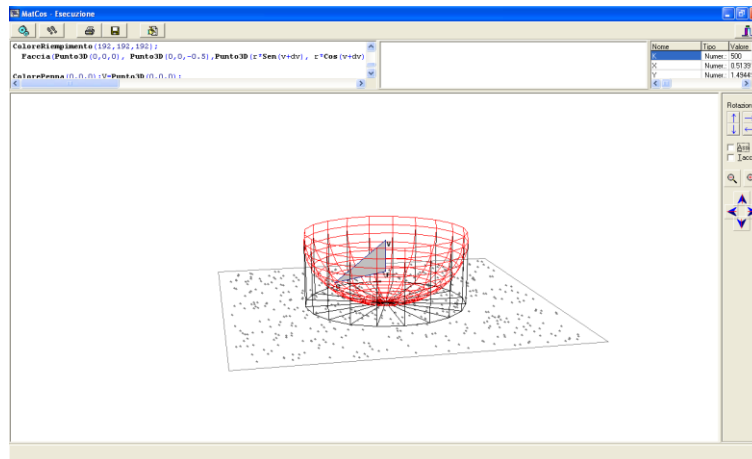 MatCos - Esecuzione
ColoreRiempimento(192,192,192);
Faccia(Punto3D(0,0,0), Punto3D(0,0,-0.5),Punto3D(r*Sen(v+dv), r*Cos(v+dv)
ColorePenna(0,0,0);V=Punto3D(0,0,0);
Nome Tipo Valore
K Numer.: 500
X Numer.: 0.5139
Y Numer.: 1.4944
Rotazion
Assi
Tacc
V